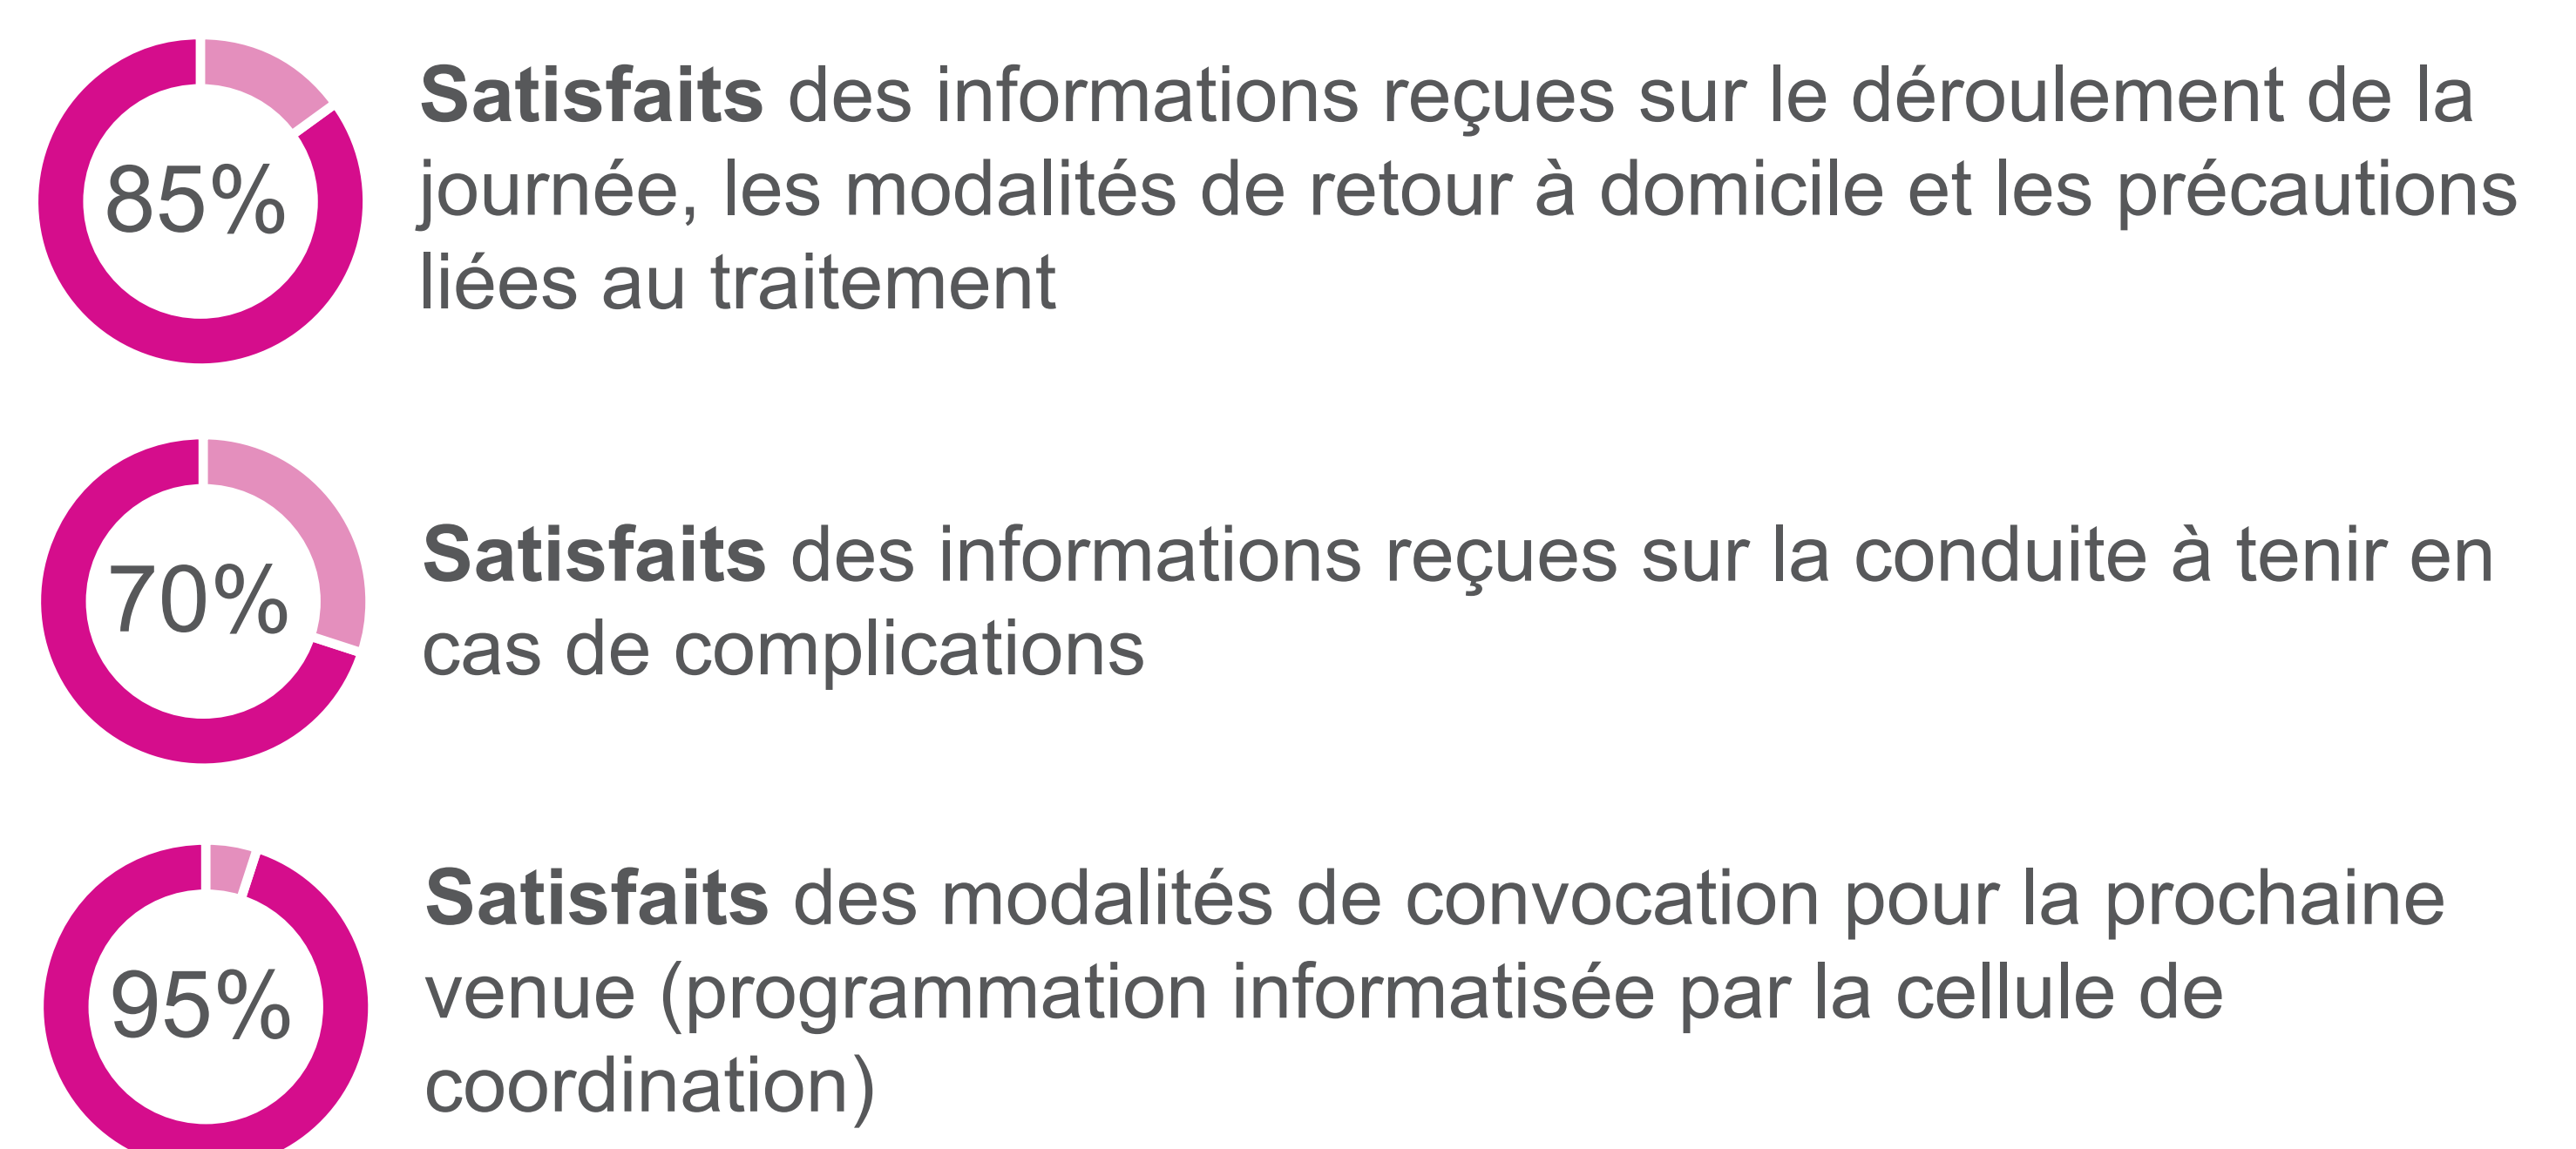 85%
Satisfaits des informations reçues sur le déroulement de la
journée, les modalités de retour à domicile et les précautions
liées au traitement
70%
Satisfaits des informations reçues sur la conduite à tenir en
cas de complications
95%
Satisfaits des modalités de convocation pour la prochaine
venue (programmation informatisée par la cellule de
coordination)